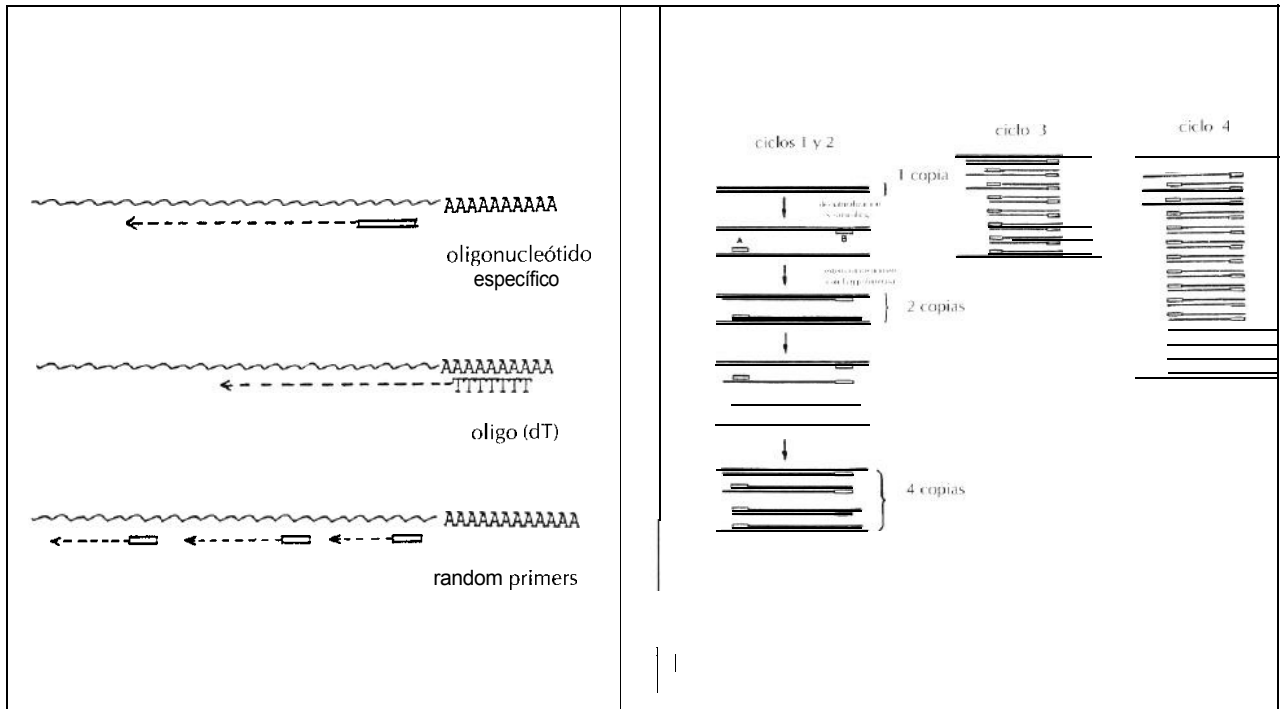 AAAAAAAAAA
oligonucleótido
específico
AAAAAAAAAA
TTTTTTT
oligo (dT)
AAAAAAAAAAAA
random primers
ciclos 1 y 2
1 copia
A
B
2 copias
4 copias
ciclo 3
ciclo 4